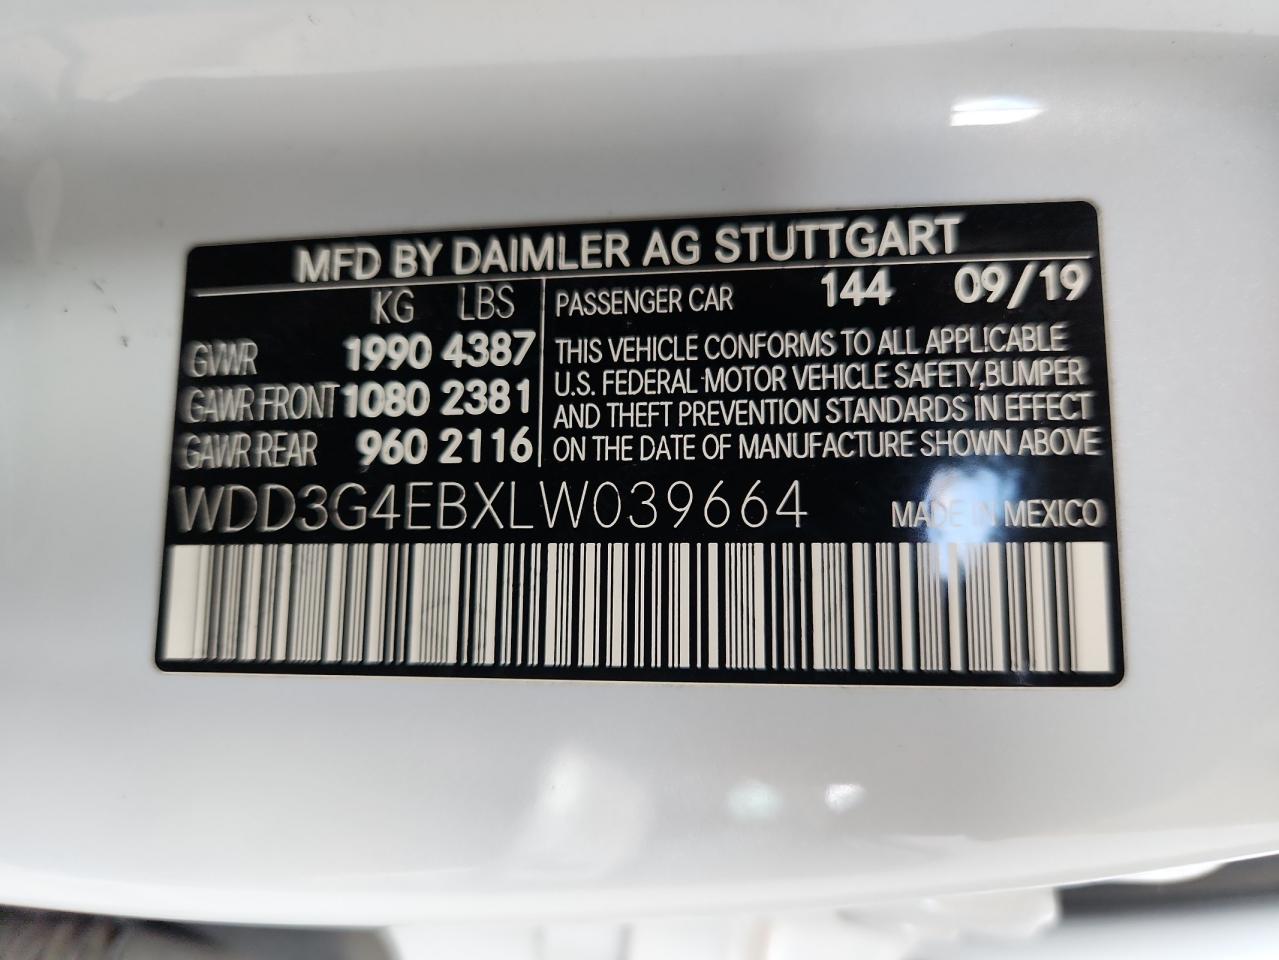 MFD BY DAIMLER AG STUTTGART
KG LBS
GVWR 1990 4387
GAWR FRONT 1080 2381
GAWR REAR 960 2116
PASSENGER CAR 144 09/19
THIS VEHICLE CONFORMS TO ALL APPLICABLE
U.S. FEDERAL MOTOR VEHICLE SAFETY,BUMPER
AND THEFT PREVENTION STANDARDS IN EFFECT
ON THE DATE OF MANUFACTURE SHOWN ABOVE
WDD3G4EBXLW039664 MADE IN MEXICO